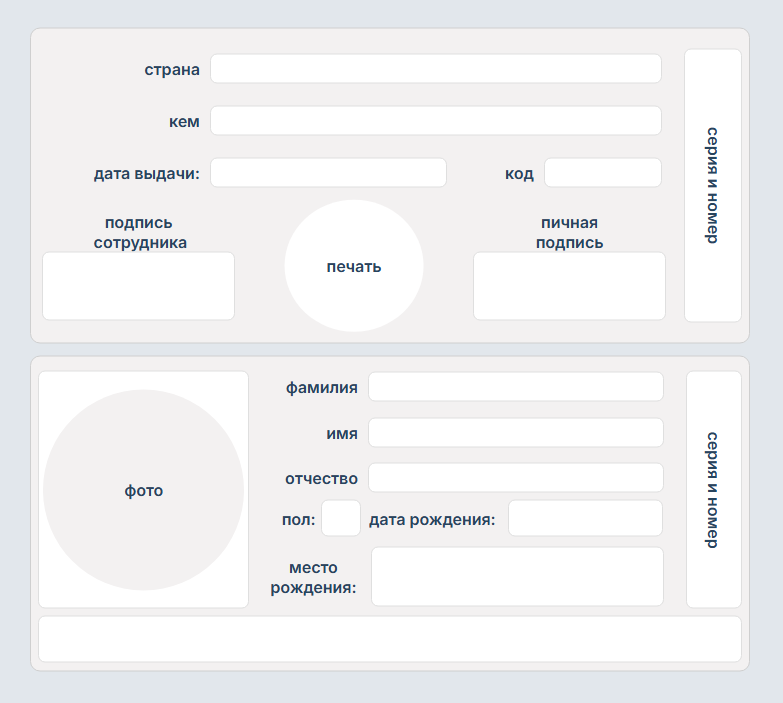 страна
кем
дата выдачи:
код
подпись
сотрудника
печать
пичная
подпись
серия и номер
фамилия
имя
отчество
пол:
дата рождения:
место
рождения:
фото
серия и номер